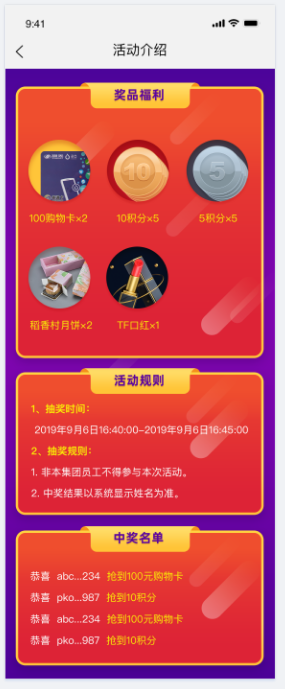 9:41
活动介绍
奖品福利
10
5
100购物卡×2 10积分×5 5积分×5
稻香村月饼×2 TF口红×1
活动规则
1、抽奖时间：
2019年9月6日16:40:00-2019年9月6日16:45:00
2、抽奖规则：
1. 非本集团员工不得参与本次活动。
2. 中奖结果以系统显示姓名为准。
中奖名单
恭喜 abc...234 抢到100元购物卡
恭喜 pko...987 抢到10积分
恭喜 abc...234 抢到100元购物卡
恭喜 pko...987 抢到10积分